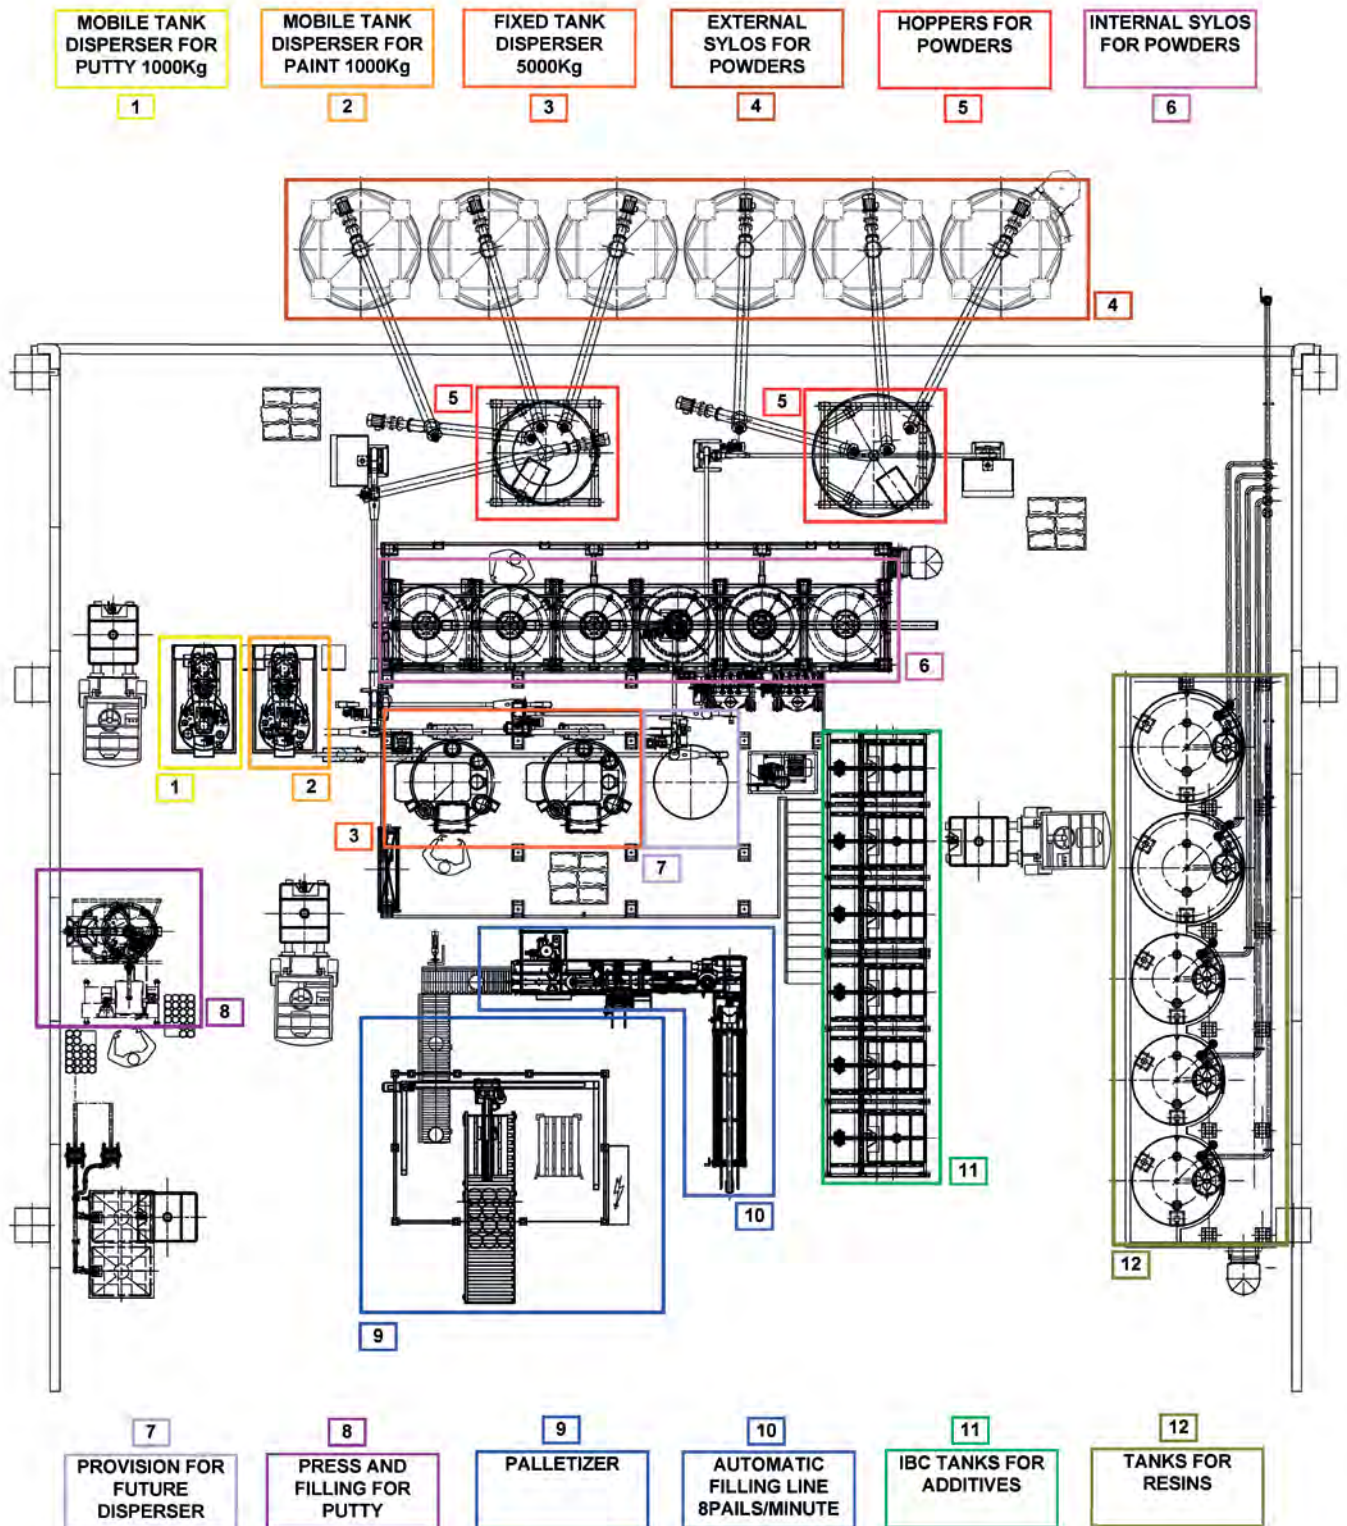 MOBILE TANK
DISPERSER FOR
PUTTY 1000Kg
1
MOBILE TANK
DISPERSER FOR
PAINT 1000Kg
2
FIXED TANK
DISPERSER
5000Kg
3
EXTERNAL
SYLOS FOR
POWDERS
4
HOPPERS FOR
POWDERS
5
INTERNAL SYLOS
FOR POWDERS
6
4
5
5
6
1
2
3
7
8
11
10
12
9
7
PROVISION FOR
FUTURE
DISPERSER
8
PRESS AND
FILLING FOR
PUTTY
9
PALLETIZER
10
AUTOMATIC
FILLING LINE
8PAILS/MINUTE
11
IBC TANKS FOR
ADDITIVES
12
TANKS FOR
RESINS